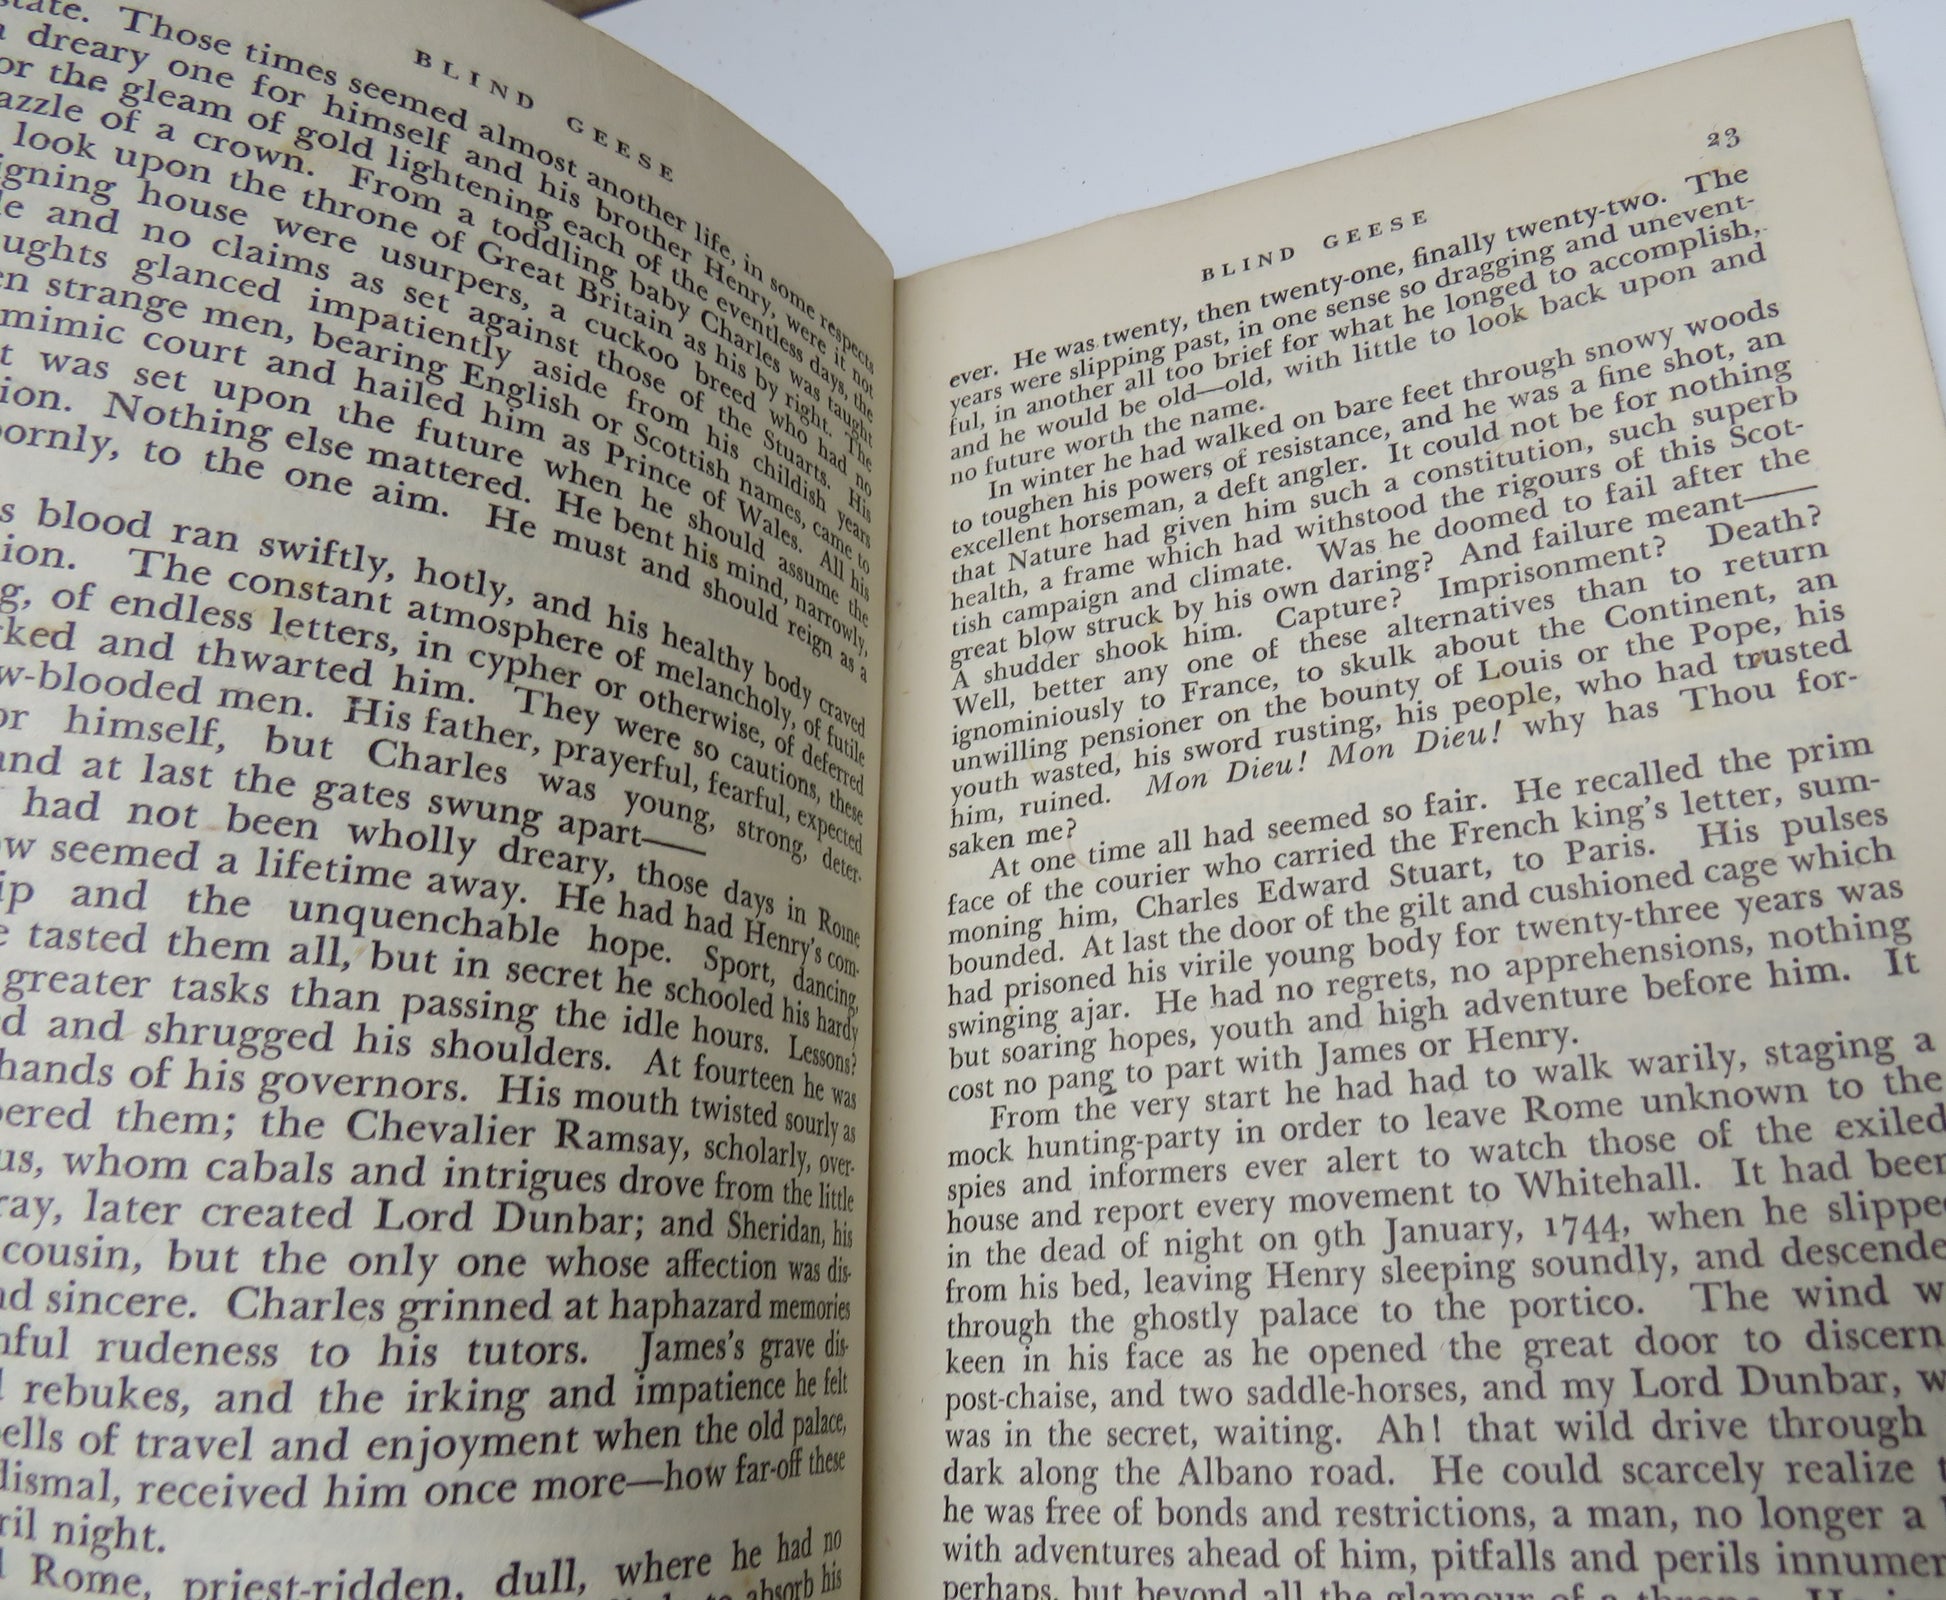 BLIND GEESE
state. Those times seemed almost another life, in some respects
dreary one for himself and his brother Henry, were it not
or the gleam of gold lightening each of the eventless days, the
azzle of a crown. From a toddling baby Charles was taught
look upon the throne of Great Britain as his by right. The
igning house were usurpers, a cuckoo breed who had no
le and no claims as set against those of the Stuarts. His
ughts glanced impatiently aside from his childish years
en strange men, bearing English or Scottish names, came to
mimic court and hailed him as Prince of Wales. All his
t was set upon the future when he should assume the
ion. Nothing else mattered. He bent his mind, narrowly,
bornly, to the one aim. He must and should reign as a
s blood ran swiftly, hotly, and his healthy body craved
ion. The constant atmosphere of melancholy, of futile
g, of endless letters, in cypher or otherwise, of deferred
rked and thwarted him. They were so cautious, these
w-blooded men. His father, prayerful, fearful, expected
or himself, but Charles was young, strong, deter-
and at last the gates swung apart——
had not been wholly dreary, those days in Rome
ow seemed a lifetime away. He had had Henry's com-
ip and the unquenchable hope. Sport, dancing,
e tasted them all, but in secret he schooled his hardy
greater tasks than passing the idle hours. Lessons?
d and shrugged his shoulders. At fourteen he was
hands of his governors. His mouth twisted sourly as
bered them; the Chevalier Ramsay, scholarly, over-
us, whom cabals and intrigues drove from the little
ray, later created Lord Dunbar; and Sheridan, his
cousin, but the only one whose affection was dis-
nd sincere. Charles grinned at haphazard memories
hful rudeness to his tutors. James's grave dis-
rebukes, and the irking and impatience he felt
ells of travel and enjoyment when the old palace,
dismal, received him once more—how far-off these
ril night.
Rome, priest-ridden, dull, where he had no
to absorb his
BLIND GEESE 23
ever. He was twenty, then twenty-one, finally twenty-two. The
years were slipping past, in one sense so dragging and unevent-
ful, in another all too brief for what he longed to accomplish,
and he would be old—old, with little to look back upon and
no future worth the name.
In winter he had walked on bare feet through snowy woods
to toughen his powers of resistance, and he was a fine shot, an
excellent horseman, a deft angler. It could not be for nothing
that Nature had given him such a constitution, such superb
health, a frame which had withstood the rigours of this Scot-
tish campaign and climate. Was he doomed to fail after the
great blow struck by his own daring? And failure meant——
A shudder shook him. Capture? Imprisonment? Death?
Well, better any one of these alternatives than to return
ignominiously to France, to skulk about the Continent, an
unwilling pensioner on the bounty of Louis or the Pope, his
youth wasted, his sword rusting, his people, who had trusted
him, ruined. Mon Dieu! Mon Dieu! why has Thou for-
saken me?
At one time all had seemed so fair. He recalled the prim
face of the courier who carried the French king's letter, sum-
moning him, Charles Edward Stuart, to Paris. His pulses
bounded. At last the door of the gilt and cushioned cage which
had prisoned his virile young body for twenty-three years was
swinging ajar. He had no regrets, no apprehensions, nothing
but soaring hopes, youth and high adventure before him. It
cost no pang to part with James or Henry.
From the very start he had had to walk warily, staging a
mock hunting-party in order to leave Rome unknown to the
spies and informers ever alert to watch those of the exiled
house and report every movement to Whitehall. It had been
in the dead of night on 9th January, 1744, when he slippe
from his bed, leaving Henry sleeping soundly, and descende
through the ghostly palace to the portico. The wind w
keen in his face as he opened the great door to discern
post-chaise, and two saddle-horses, and my Lord Dunbar, w
was in the secret, waiting. Ah! that wild drive through
dark along the Albano road. He could scarcely realize t
he was free of bonds and restrictions, a man, no longer a
with adventures ahead of him, pitfalls and perils innumer
perhaps, but beyond all the glamour of a throne.